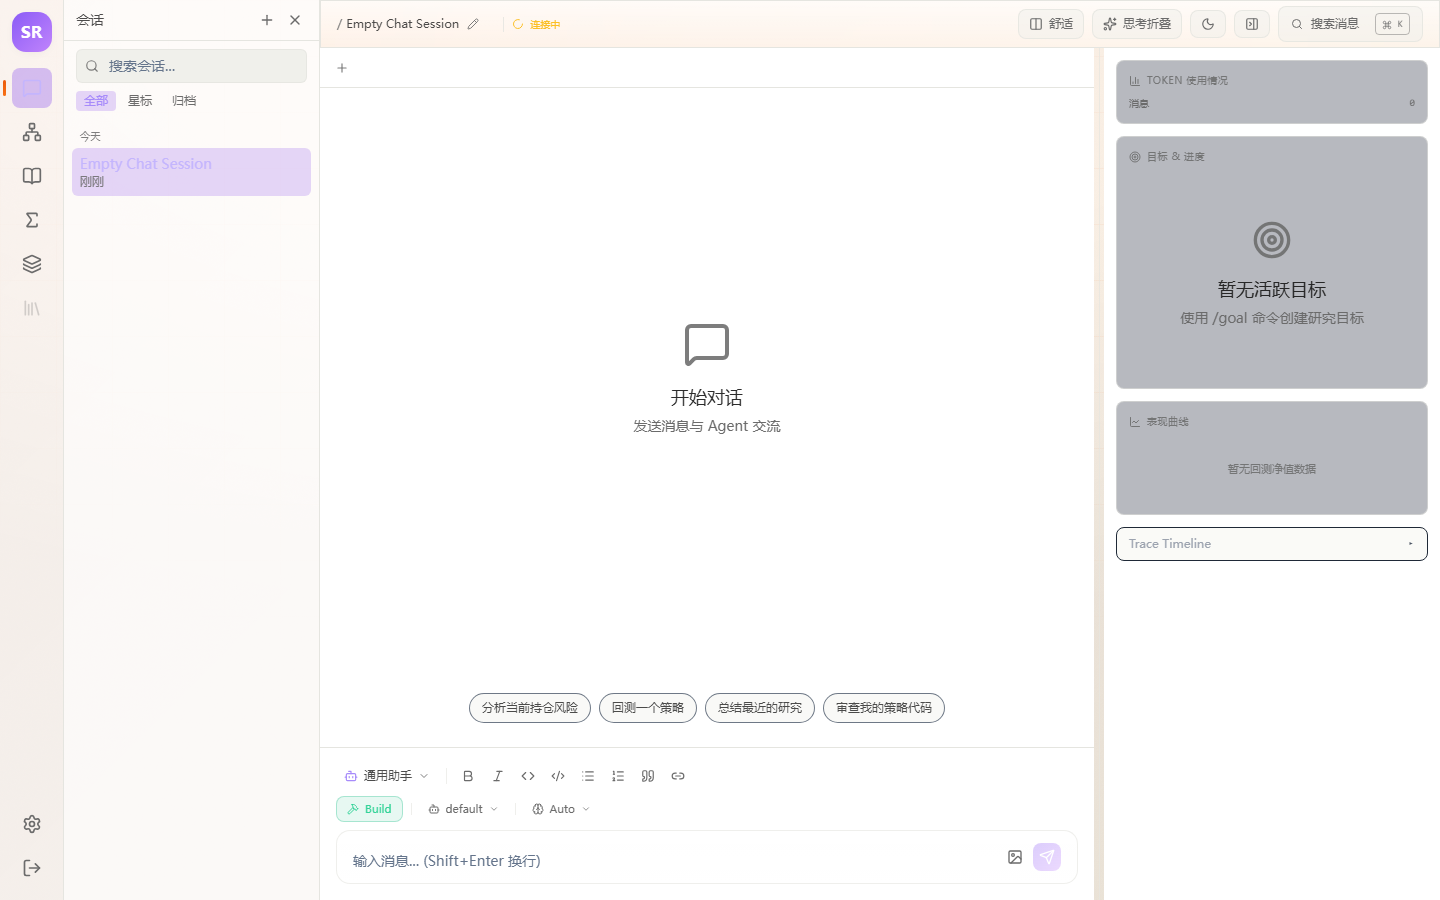 SR
会话
搜索会话...
全部 星标 归档
今天
Empty Chat Session
刚刚
/ Empty Chat Session
连接中
舒适
思考折叠
搜索消息
⌘ K
开始对话
发送消息与 Agent 交流
分析当前持仓风险
回测一个策略
总结最近的研究
审查我的策略代码
通用助手
Build
default
Auto
输入消息... (Shift+Enter 换行)
TOKEN 使用情况
消息 0
目标 & 进度
暂无活跃目标
使用 /goal 命令创建研究目标
表现曲线
暂无回测净值数据
Trace Timeline